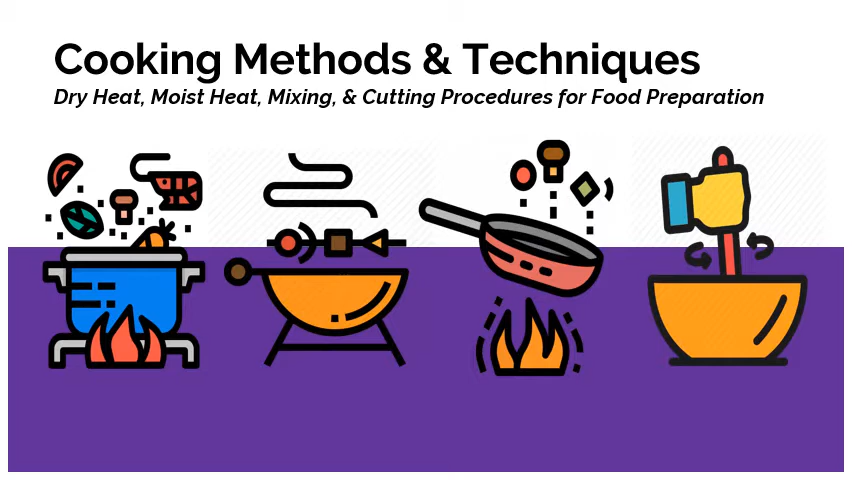 Cooking Methods & Techniques
Dry Heat, Moist Heat, Mixing, & Cutting Procedures for Food Preparation